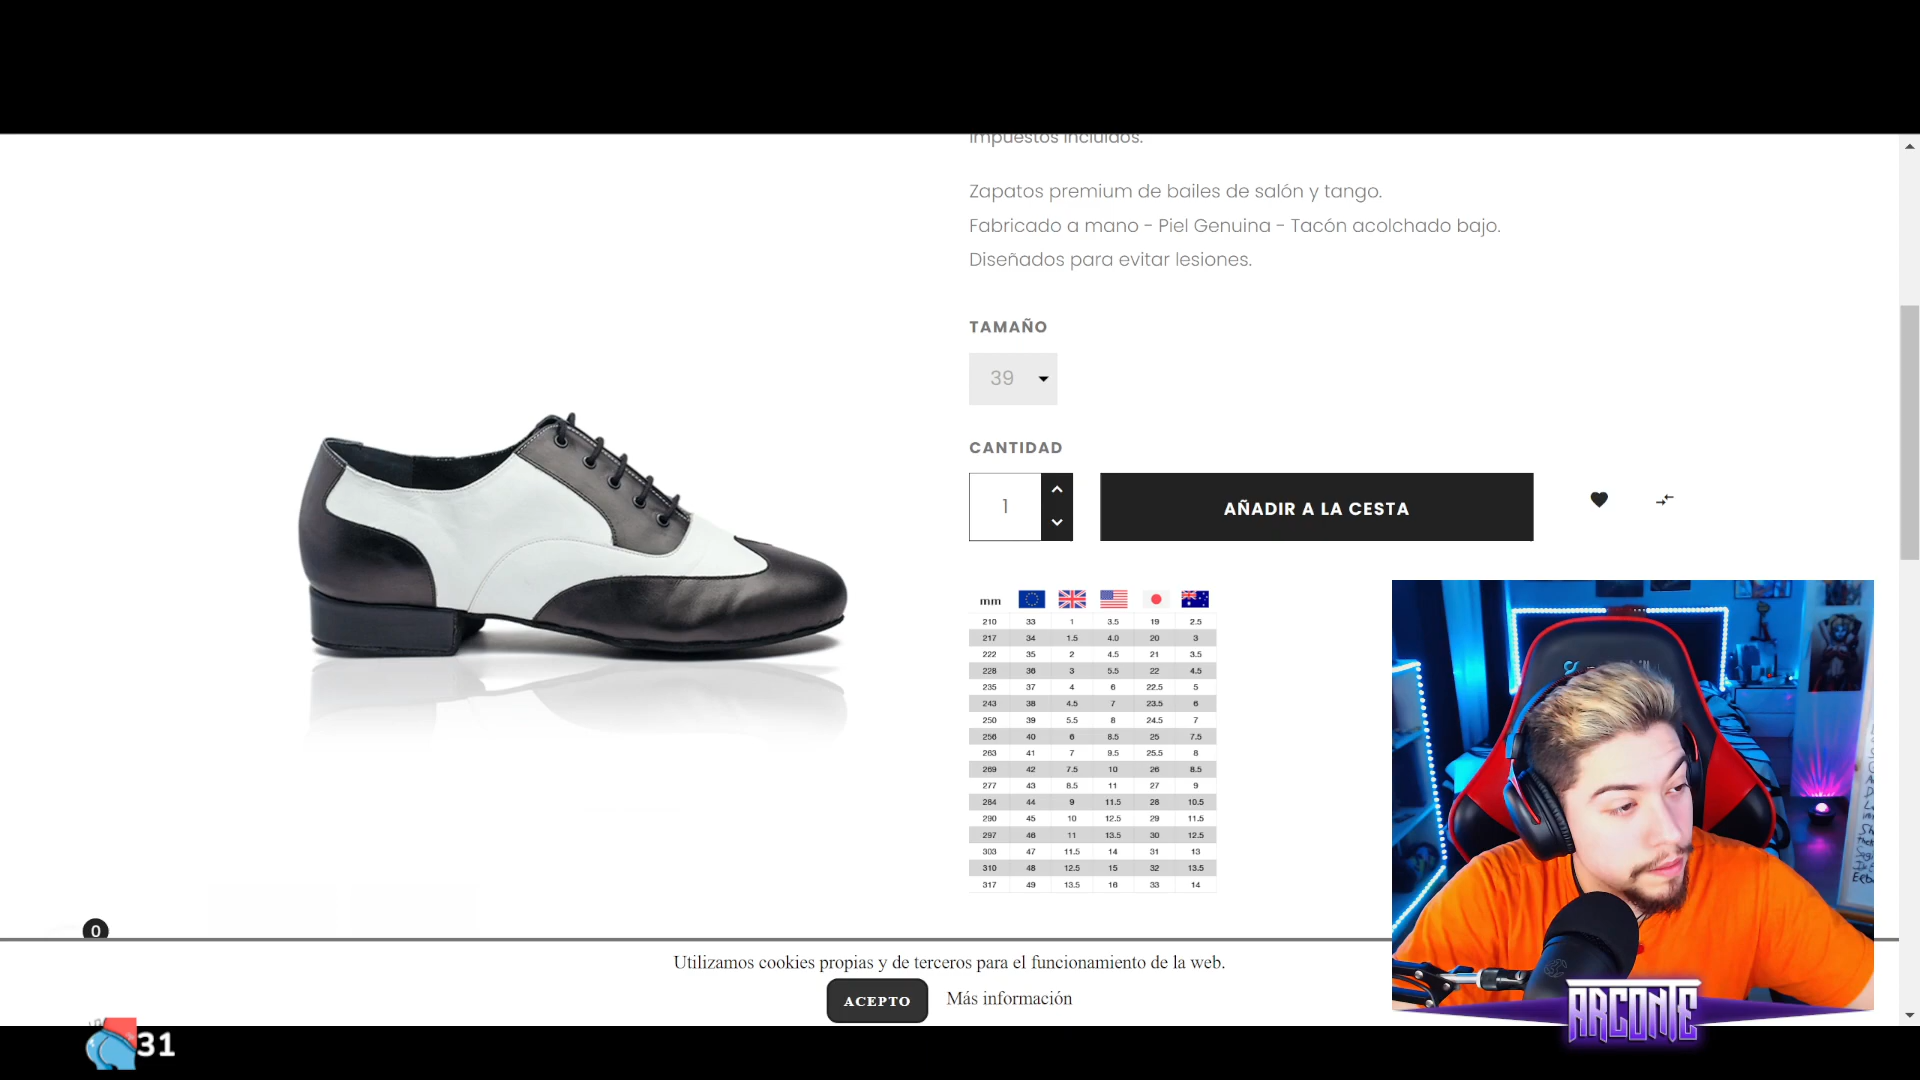 Impuestos incluidos.
Zapatos premium de bailes de salón y tango.
Fabricado a mano - Piel Genuina - Tacón acolchado bajo.
Diseñados para evitar lesiones.
TAMAÑO
39
CANTIDAD
1
AÑADIR A LA CESTA
mm
210 33 1 3.5 19 2.5
217 34 1.5 4.0 20 3
222 35 2 4.5 21 3.5
228 36 3 5.5 22 4.5
235 37 4 6 22.5 5
243 38 4.5 7 23.5 6
250 39 5.5 8 24.5 7
256 40 6 8.5 25 7.5
263 41 7 9.5 25.5 8
269 42 7.5 10 26 8.5
277 43 8.5 11 27 9
284 44 9 11.5 28 10.5
290 45 10 12.5 29 11.5
297 46 11 13.5 30 12.5
303 47 11.5 14 31 13
310 48 12.5 15 32 13.5
317 49 13.5 16 33 14
0
Utilizamos cookies propias y de terceros para el funcionamiento de la web.
ACEPTO
Más información
ARCONTE
31